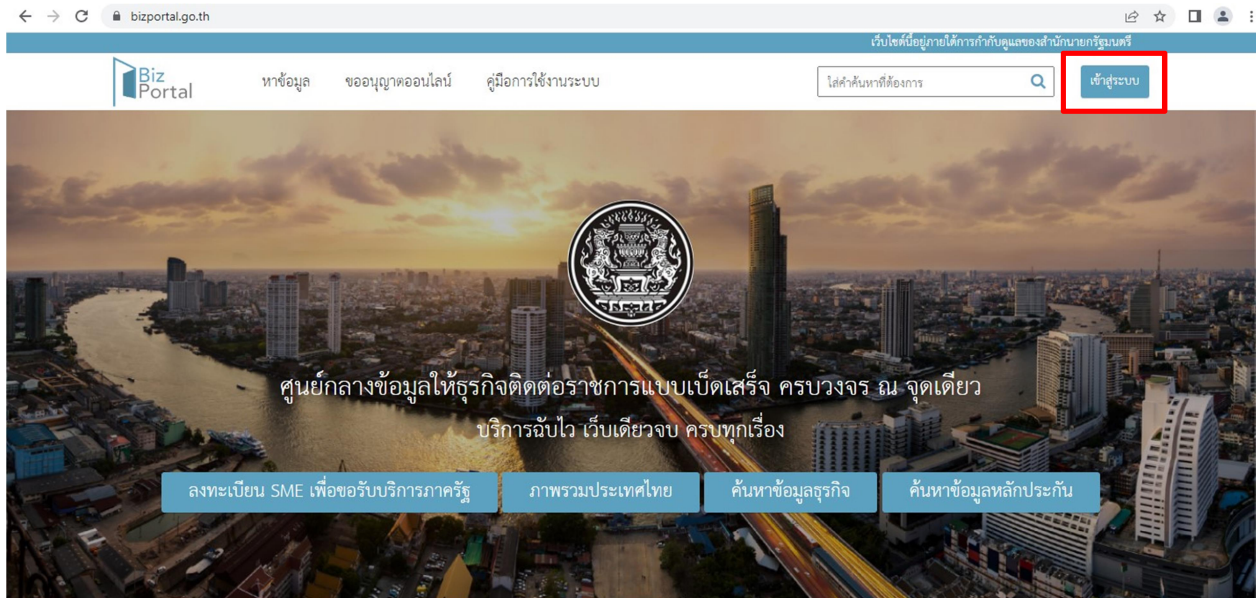 bizportal.go.th
เว็บไซต์นี้อยู่ภายใต้การกำกับดูแลของสำนักนายกรัฐมนตรี
Biz
Portal
หาข้อมูล ขออนุญาตออนไลน์ คู่มือการใช้งานระบบ ใส่คำค้นหาที่ต้องการ เข้าสู่ระบบ
ศูนย์กลางข้อมูลให้ธุรกิจติดต่อราชการแบบเบ็ดเสร็จ ครบวงจร ณ จุดเดียว
บริการฉับไว เว็บเดียวจบ ครบทุกเรื่อง
ลงทะเบียน SME เพื่อขอรับบริการภาครัฐ ภาพรวมประเทศไทย ค้นหาข้อมูลธุรกิจ ค้นหาข้อมูลหลักประกัน